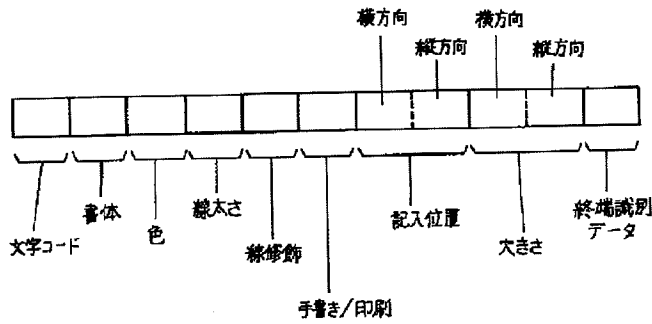 横方向
横方向
縦方向
縦方向
文字コード
書体
色
線太さ
線修飾
手書き/印刷
記入位置
大きさ
終端識別
データ